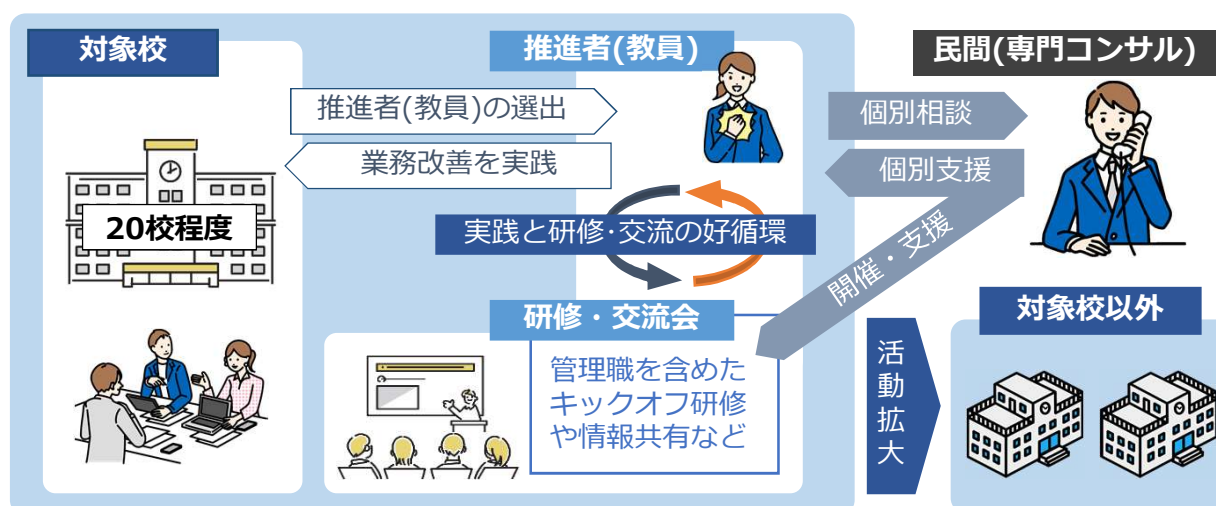 対象校
推進者(教員)
民間(専門コンサル)
推進者(教員)の選出
業務改善を実践
個別相談
個別支援
20校程度
実践と研修･交流の好循環
開催・支援
研修・交流会
管理職を含めた
キックオフ研修
や情報共有など
活動拡大
対象校以外